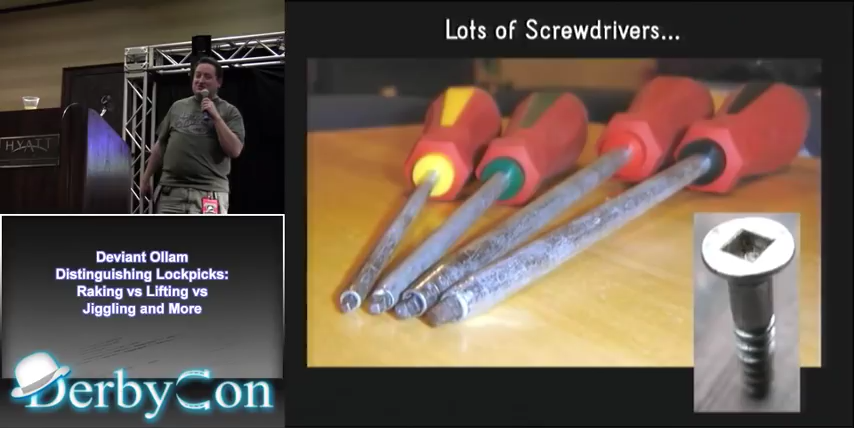 Lots of Screwdrivers...
HYATT
Deviant Ollam
Distinguishing Lockpicks:
Raking vs Lifting vs
Jiggling and More
DerbyCon